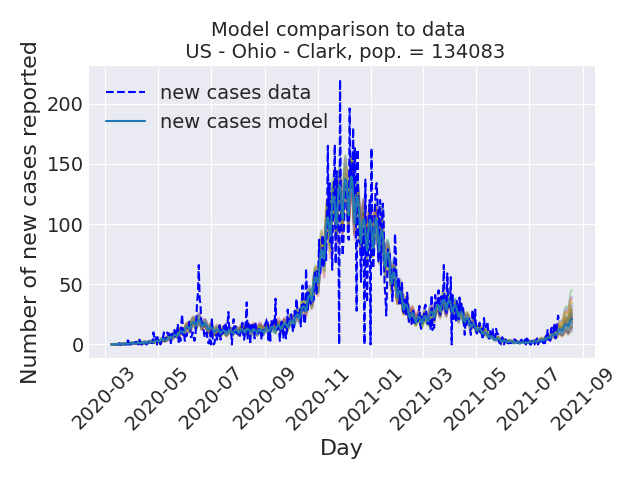 Model comparison to data
US - Ohio - Clark, pop. = 134083
Number of new cases reported
new cases data
new cases model
200
150
100
50
0
2020-03
2020-05
2020-07
2020-09
2020-11
2021-01
2021-03
2021-05
2021-07
2021-09
Day